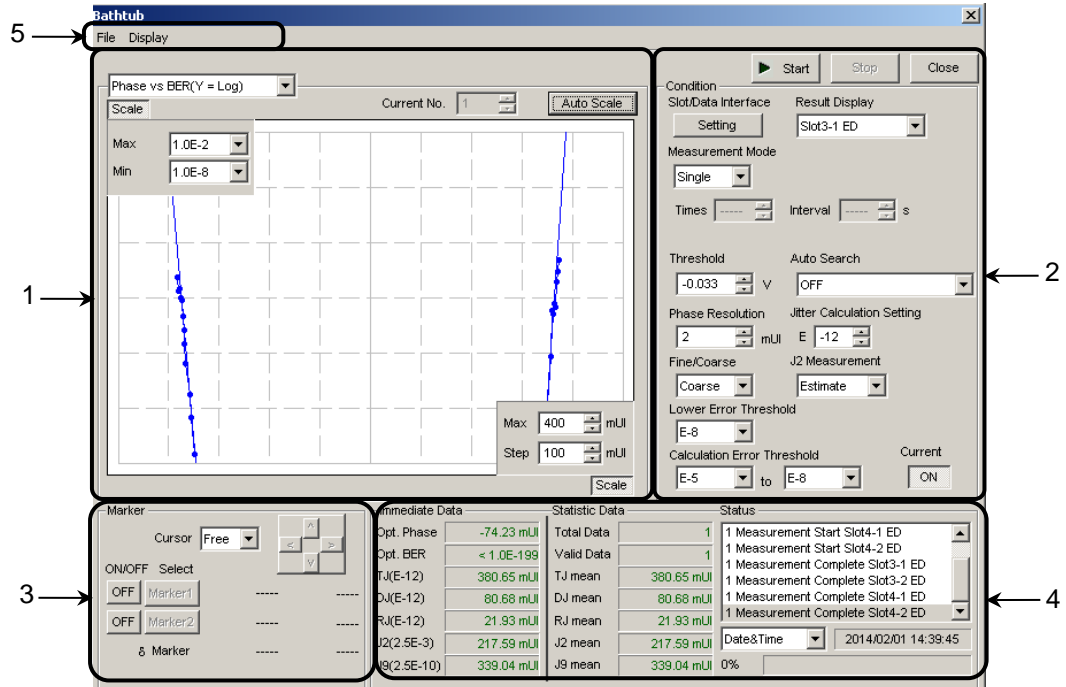 Bathtub
5
File Display
Start Stop Close
Phase vs BER(Y = Log)
Scale
Current No. 1 Auto Scale
Max 1.0E-2
Min 1.0E-8
Max 400 mUI
Step 100 mUI
Scale
1
Condition
Slot/Data Interface Result Display
Setting Slot3-1 ED
Measurement Mode
Single
Times ----- Interval ----- s
Threshold Auto Search
-0.033 V OFF
Phase Resolution Jitter Calculation Setting
2 mUI E -12
Fine/Coarse J2 Measurement
Coarse Estimate
Lower Error Threshold
E-8
Calculation Error Threshold Current
E-5 to E-8 ON
2
Marker
Cursor Free
ON/OFF Select
OFF Marker1 ----- -----
OFF Marker2 ----- -----
δ Marker ----- -----
3
Immediate Data
Opt. Phase -74.23 mUI
Opt. BER < 1.0E-199
TJ(E-12) 380.65 mUI
DJ(E-12) 80.68 mUI
RJ(E-12) 21.93 mUI
J2(2.5E-3) 217.59 mUI
J9(2.5E-10) 339.04 mUI
Statistic Data
Total Data 1
Valid Data 1
TJ mean 380.65 mUI
DJ mean 80.68 mUI
RJ mean 21.93 mUI
J2 mean 217.59 mUI
J9 mean 339.04 mUI
Status
1 Measurement Start Slot4-1 ED
1 Measurement Start Slot4-2 ED
1 Measurement Complete Slot3-1 ED
1 Measurement Complete Slot3-2 ED
1 Measurement Complete Slot4-1 ED
1 Measurement Complete Slot4-2 ED
Date&Time 2014/02/01 14:39:45
0%
4